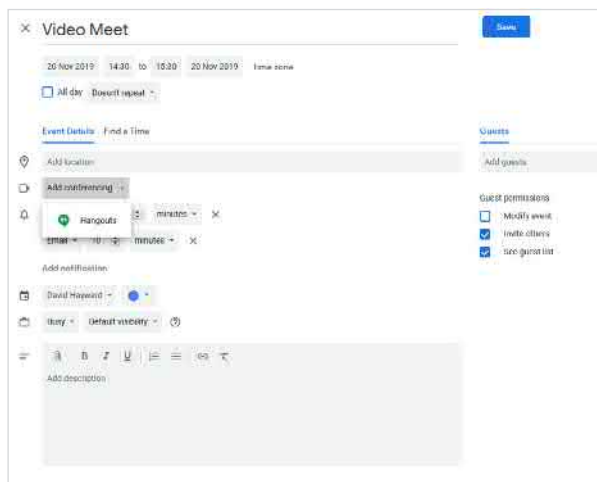 Video Meet
Save
20 Nov 2019 14:30 to 15:30 20 Nov 2019 Time zone
All day Doesn't repeat
Event Details Find a Time
Guests
Add location
Add guests
Add conferencing
Guest permissions
Hangouts
minutes
Modify event
Email 10 minutes
Invite others
See guest list
Add notification
David Hayward
Busy Default visibility
B I U
Add description